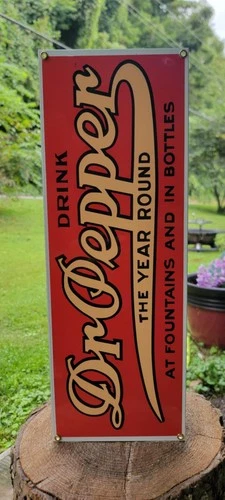 DRINK
Dr Pepper
THE YEAR ROUND
AT FOUNTAINS AND IN BOTTLES